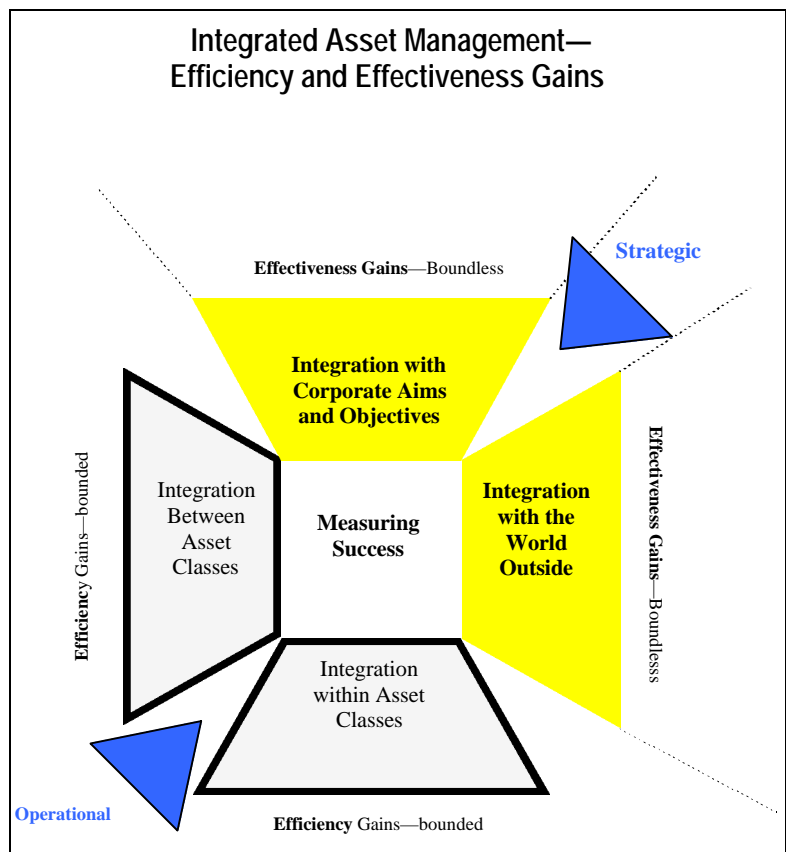 Integrated Asset Management—
Efficiency and Effectiveness Gains
Strategic
Effectiveness Gains—Boundless
Integration with
Corporate Aims
and Objectives
Efficiency Gains—bounded
Integration
Between
Asset
Classes
Measuring
Success
Integration
with the
World
Outside
Effectiveness Gains—Boundlesss
Integration
within Asset
Classes
Operational
Efficiency Gains—bounded